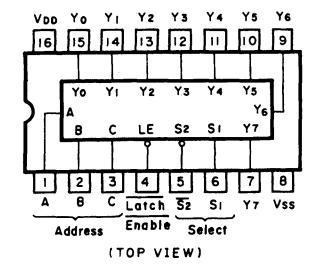 VDD Y0 Y1 Y2 Y3 Y4 Y5 Y6
16 15 14 13 12 11 10 9
Y0 Y1 Y2 Y3 Y4 Y5
A Y6
B C LE S2 S1 Y7
1 2 3 4 5 6 7 8
A B C Latch S2 S1 Y7 VSS
Address Enable Select
(TOP VIEW)